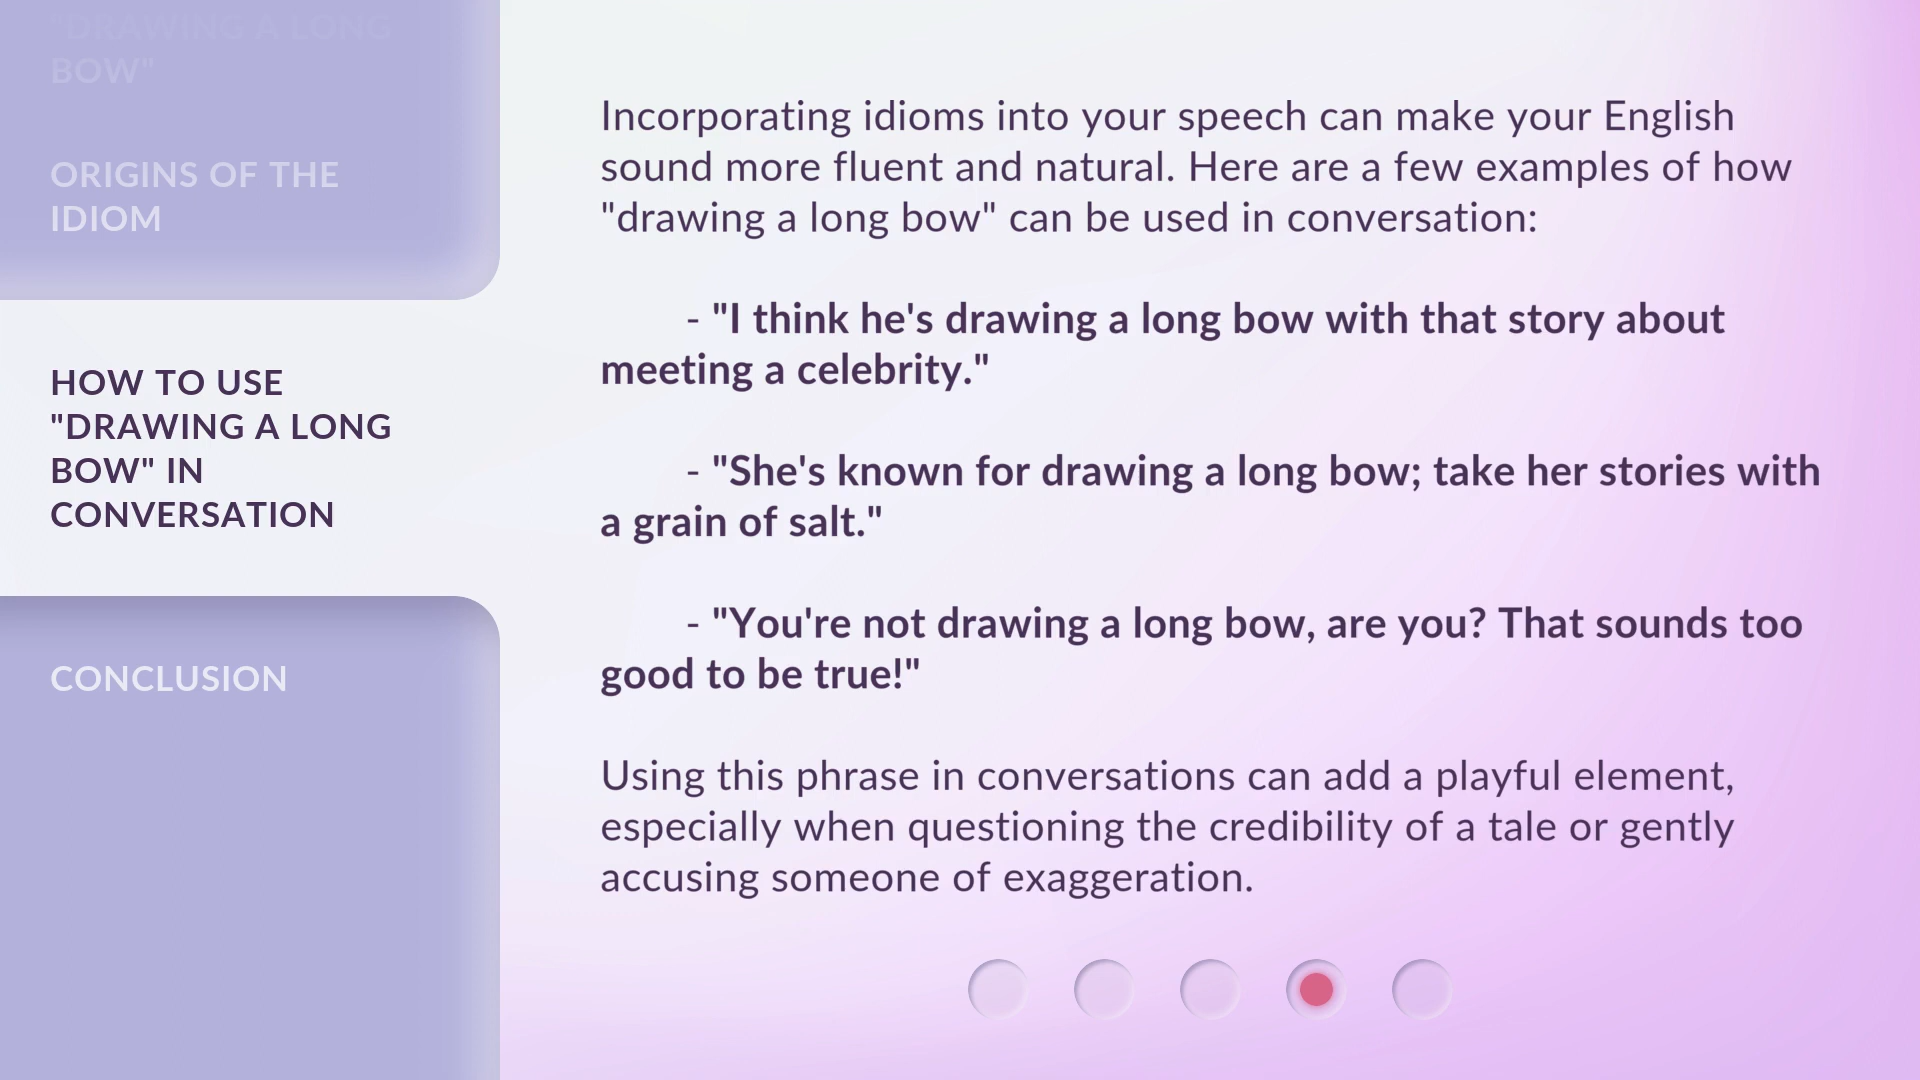 "DRAWING A LONG
BOW"
ORIGINS OF THE
IDIOM
HOW TO USE
"DRAWING A LONG
BOW" IN
CONVERSATION
CONCLUSION
Incorporating idioms into your speech can make your English
sound more fluent and natural. Here are a few examples of how
"drawing a long bow" can be used in conversation:
- "I think he's drawing a long bow with that story about
meeting a celebrity."
- "She's known for drawing a long bow; take her stories with
a grain of salt."
- "You're not drawing a long bow, are you? That sounds too
good to be true!"
Using this phrase in conversations can add a playful element,
especially when questioning the credibility of a tale or gently
accusing someone of exaggeration.